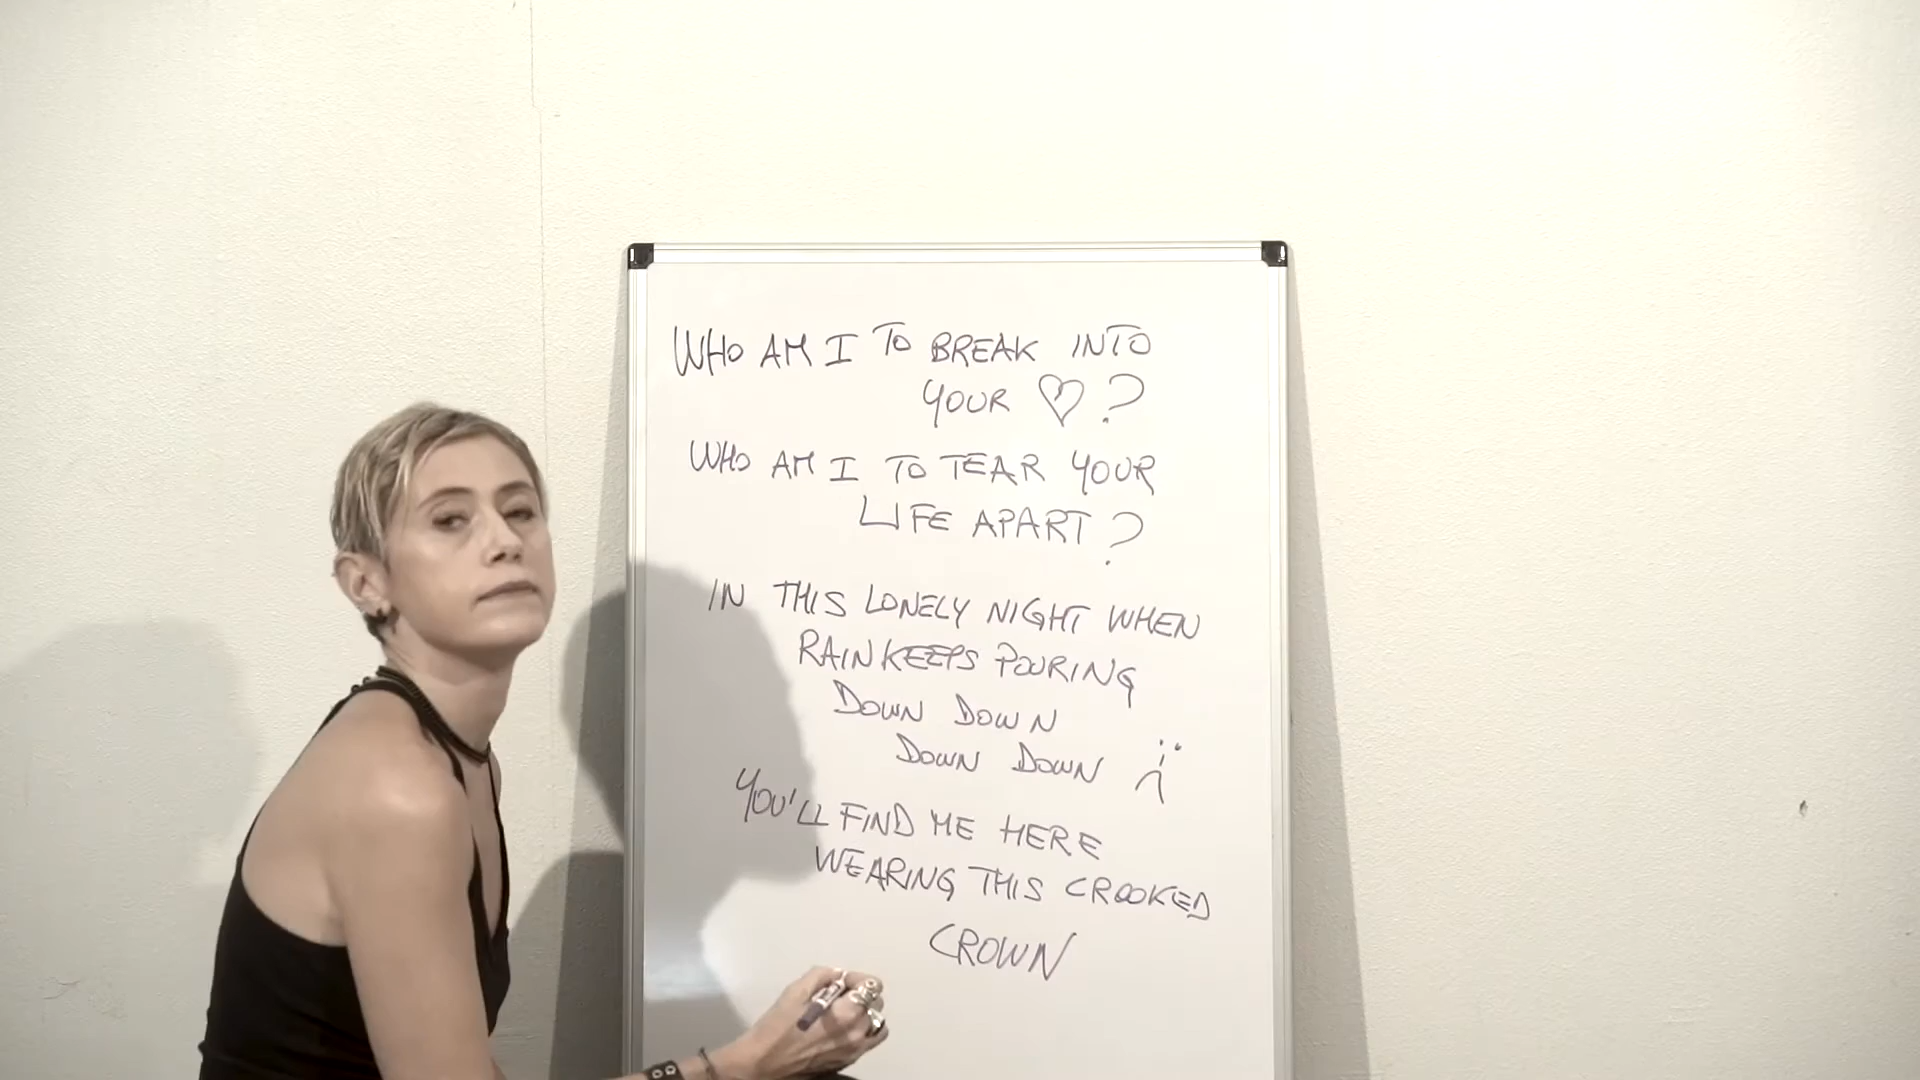 WHO AM I TO BREAK INTO
YOUR ♡?
WHO AM I TO TEAR YOUR
LIFE APART?
IN THIS LONELY NIGHT WHEN
RAIN KEEPS POURING
DOWN DOWN
DOWN DOWN
YOU'LL FIND ME HERE
WEARING THIS CROOKED
CROWN